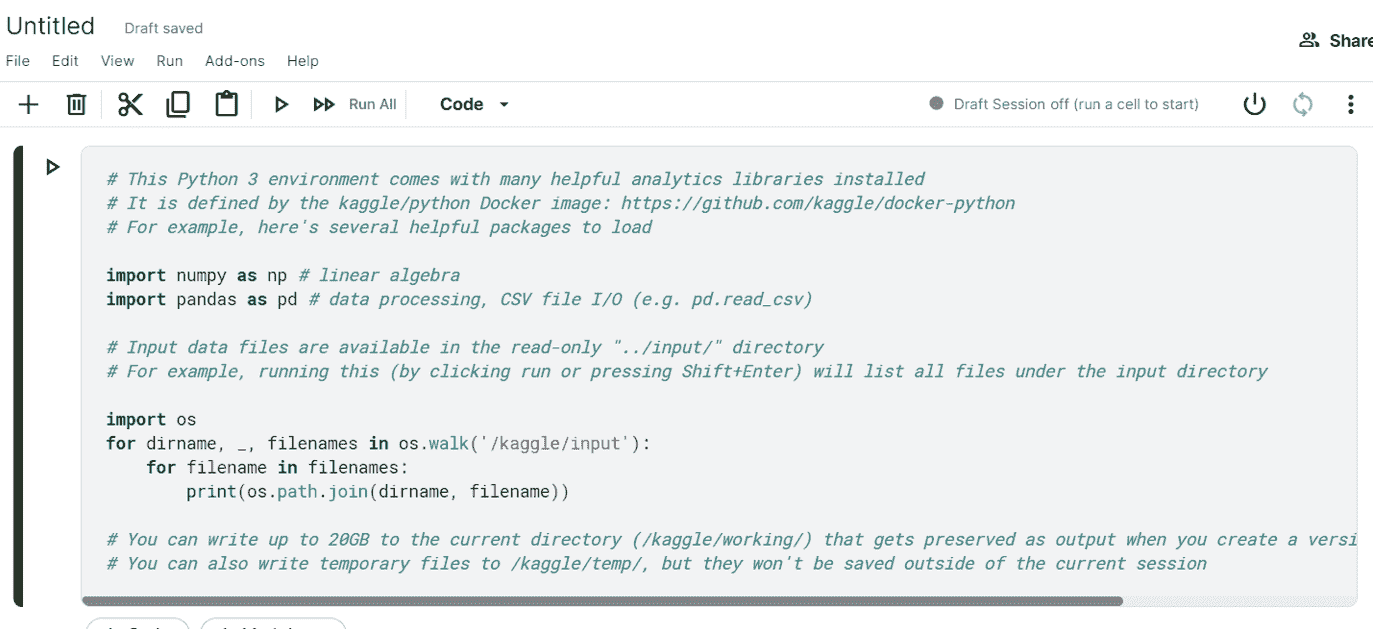 Untitled Draft saved
Share
File Edit View Run Add-ons Help
Run All Code Draft Session off (run a cell to start)
# This Python 3 environment comes with many helpful analytics libraries installed
# It is defined by the kaggle/python Docker image: https://github.com/kaggle/docker-python
# For example, here's several helpful packages to load
import numpy as np # linear algebra
import pandas as pd # data processing, CSV file I/O (e.g. pd.read_csv)
# Input data files are available in the read-only "../input/" directory
# For example, running this (by clicking run or pressing Shift+Enter) will list all files under the input directory
import os
for dirname, _, filenames in os.walk('/kaggle/input'):
    for filename in filenames:
        print(os.path.join(dirname, filename))
# You can write up to 20GB to the current directory (/kaggle/working/) that gets preserved as output when you create a versi
# You can also write temporary files to /kaggle/temp/, but they won't be saved outside of the current session